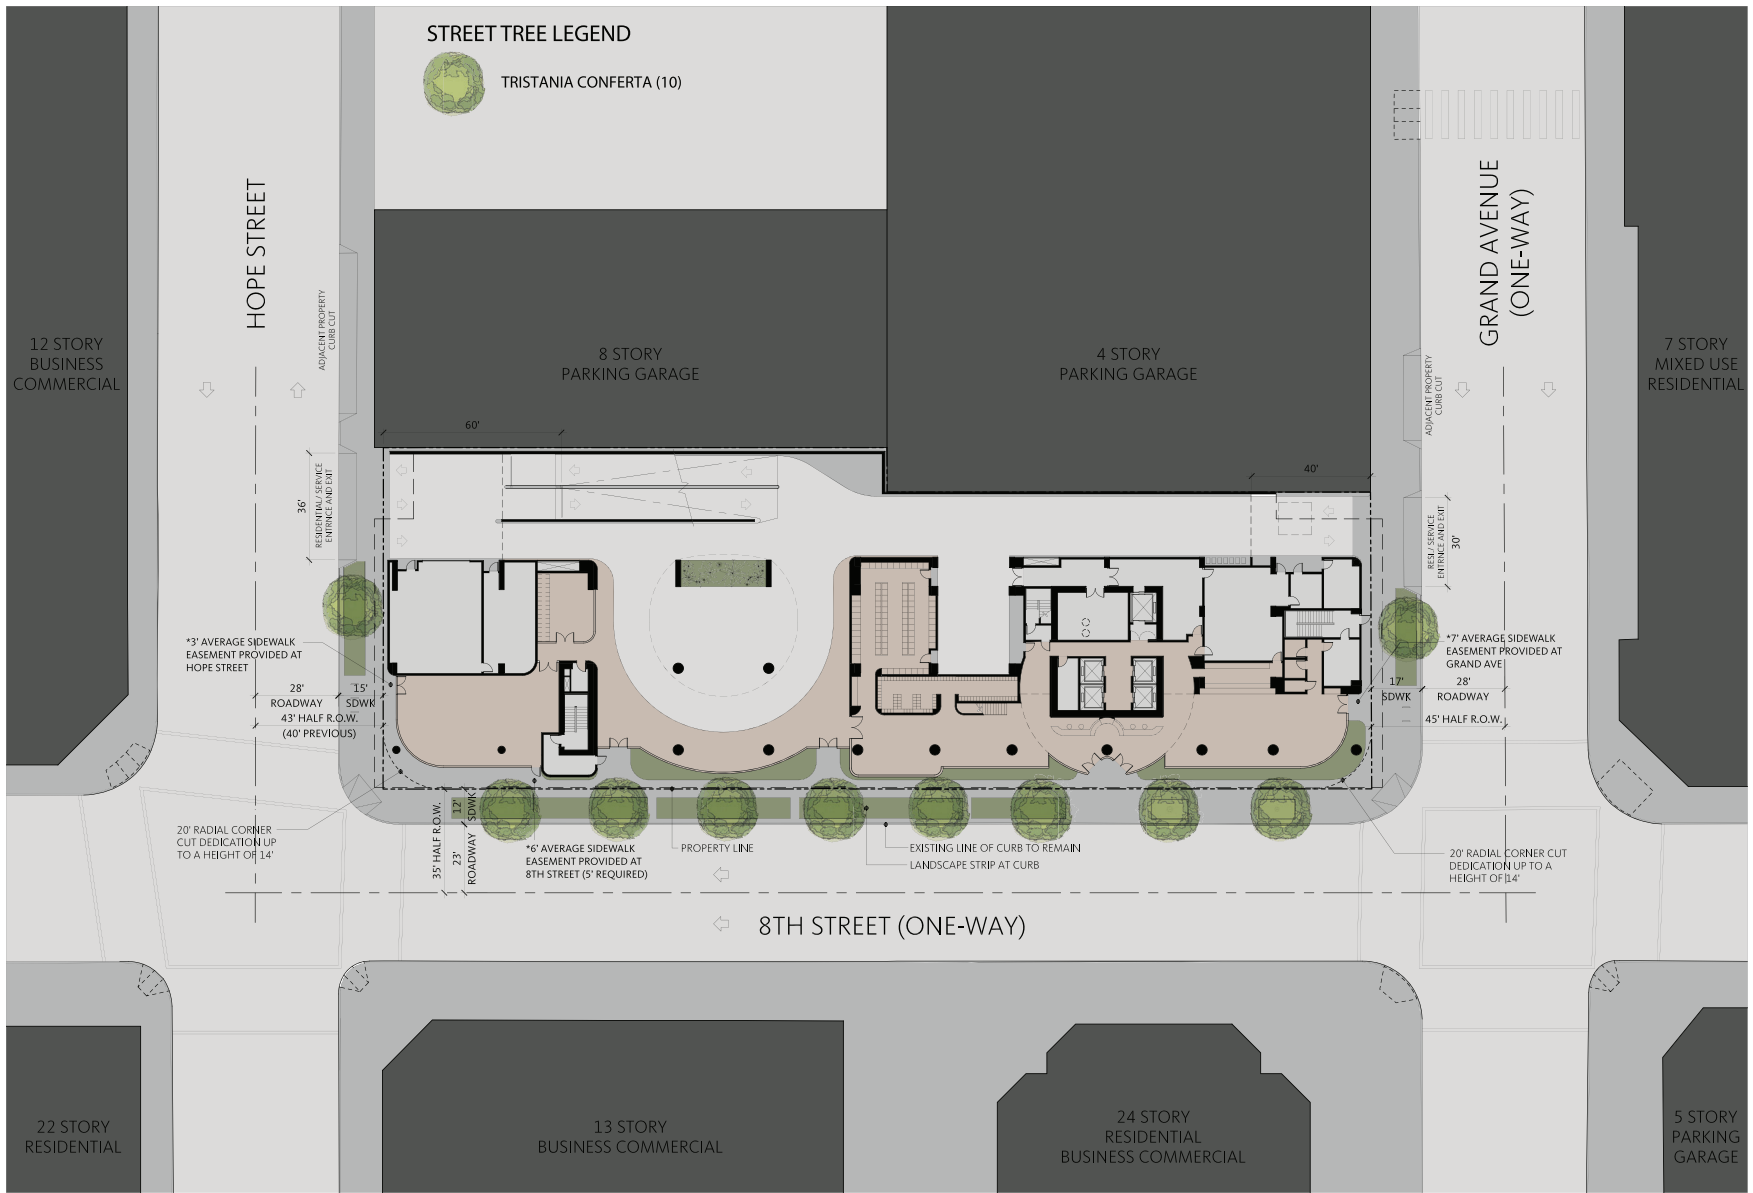 STREET TREE LEGEND
TRISTANIA CONFERTA (10)
HOPE STREET
GRAND AVENUE
(ONE-WAY)
12 STORY
BUSINESS
COMMERCIAL
8 STORY
PARKING GARAGE
4 STORY
PARKING GARAGE
7 STORY
MIXED USE
RESIDENTIAL
ADJACENT PROPERTY
CURB CUT
ADJACENT PROPERTY
CURB CUT
60'
40'
36'
RESIDENTIAL / SERVICE
ENTRNCE AND EXIT
RESI./ SERVICE
ENTRNCE AND EXIT
30'
*3' AVERAGE SIDEWALK
EASEMENT PROVIDED AT
HOPE STREET
28'
ROADWAY
15'
SDWK
43' HALF R.O.W.
(40' PREVIOUS)
*7' AVERAGE SIDEWALK
EASEMENT PROVIDED AT
GRAND AVE
17'
SDWK
28'
ROADWAY
45' HALF R.O.W.
20' RADIAL CORNER
CUT DEDICATION UP
TO A HEIGHT OF 14'
35' HALF R.O.W.
12'
SDWK
23'
ROADWAY
*6' AVERAGE SIDEWALK
EASEMENT PROVIDED AT
8TH STREET (5' REQUIRED)
PROPERTY LINE
EXISTING LINE OF CURB TO REMAIN
LANDSCAPE STRIP AT CURB
20' RADIAL CORNER CUT
DEDICATION UP TO A
HEIGHT OF 14'
8TH STREET (ONE-WAY)
22 STORY
RESIDENTIAL
13 STORY
BUSINESS COMMERCIAL
24 STORY
RESIDENTIAL
BUSINESS COMMERCIAL
5 STORY
PARKING
GARAGE